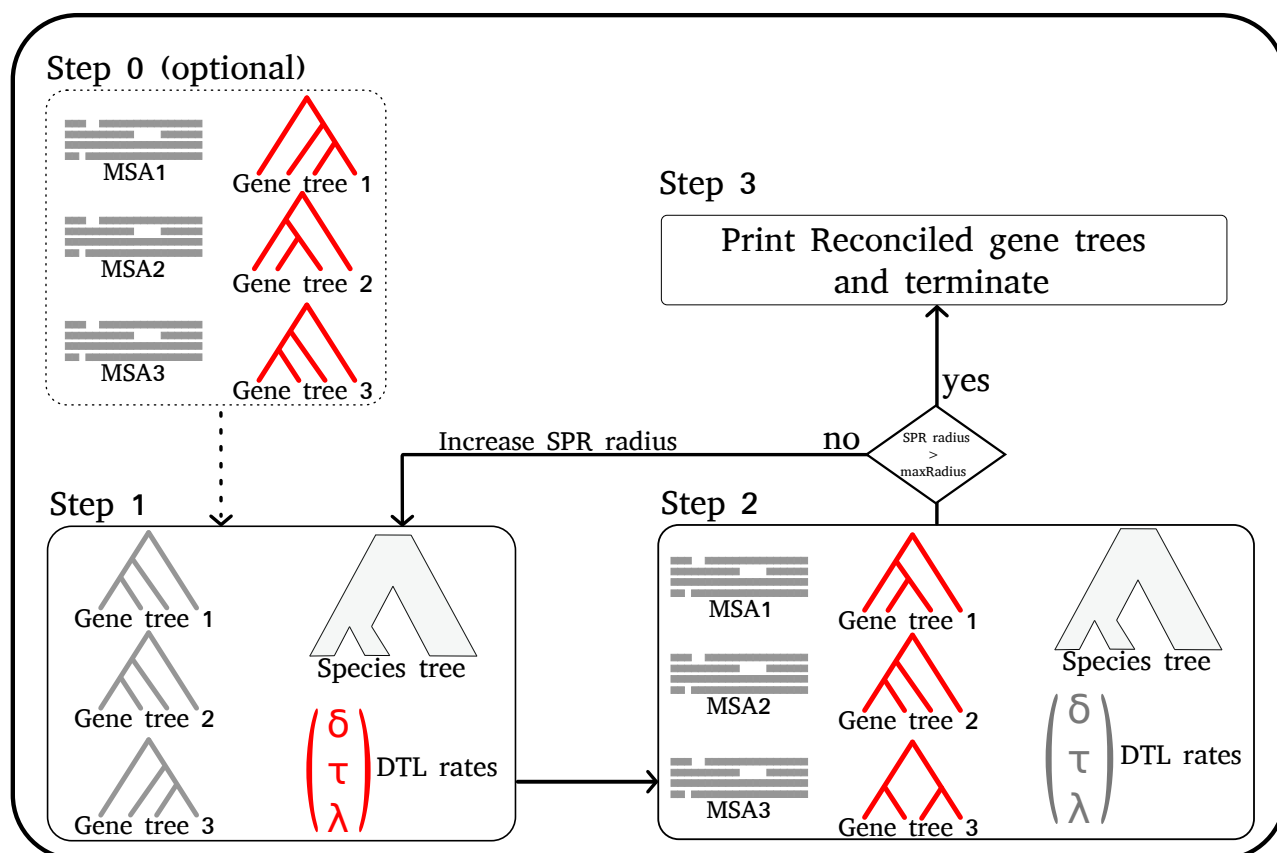 Step 0 (optional)
MSA1
Gene tree 1
MSA2
Gene tree 2
MSA3
Gene tree 3
Step 3
Print Reconciled gene trees
and terminate
yes
no
SPR radius
>
maxRadius
Increase SPR radius
Step 1
Gene tree 1
Species tree
Gene tree 2
δ
τ
λ
DTL rates
Gene tree 3
Step 2
MSA1
Gene tree 1
Species tree
MSA2
Gene tree 2
δ
τ
λ
DTL rates
MSA3
Gene tree 3